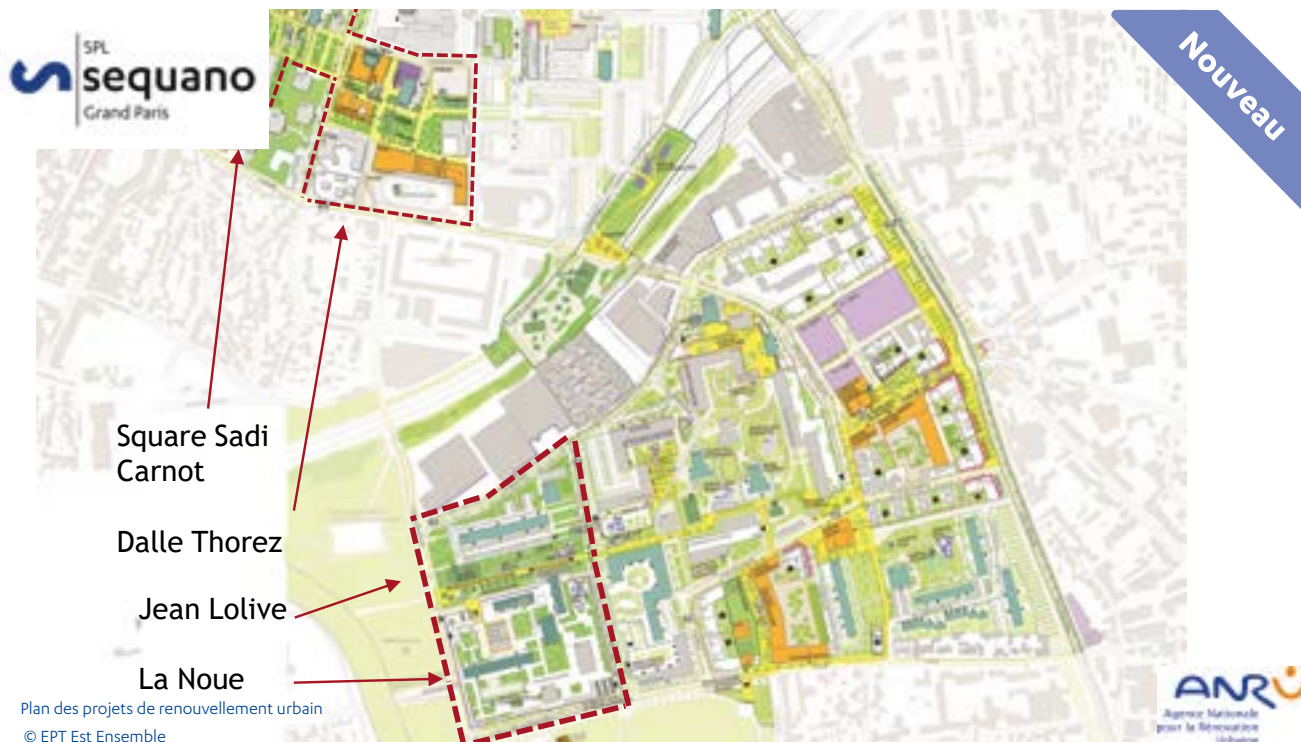 SPL
sequano
Grand Paris
Nouveau
Square Sadi
Carnot
Dalle Thorez
Jean Lolive
La Noue
Plan des projets de renouvellement urbain
© EPT Est Ensemble
ANRU
Agence Nationale
pour la Rénovation
Urbaine